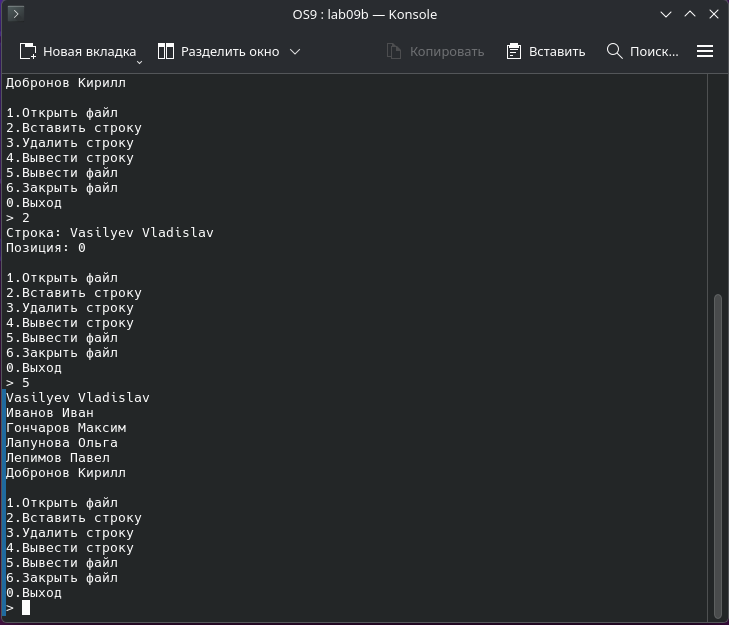 OS9 : lab09b — Konsole
Новая вкладка
Разделить окно
Копировать
Вставить
Поиск...
Добронов Кирилл
1.Открыть файл
2.Вставить строку
3.Удалить строку
4.Вывести строку
5.Вывести файл
6.Закрыть файл
0.Выход
> 2
Строка: Vasilyev Vladislav
Позиция: 0
1.Открыть файл
2.Вставить строку
3.Удалить строку
4.Вывести строку
5.Вывести файл
6.Закрыть файл
0.Выход
> 5
Vasilyev Vladislav
Иванов Иван
Гончаров Максим
Лапунова Ольга
Лепимов Павел
Добронов Кирилл
1.Открыть файл
2.Вставить строку
3.Удалить строку
4.Вывести строку
5.Вывести файл
6.Закрыть файл
0.Выход
>